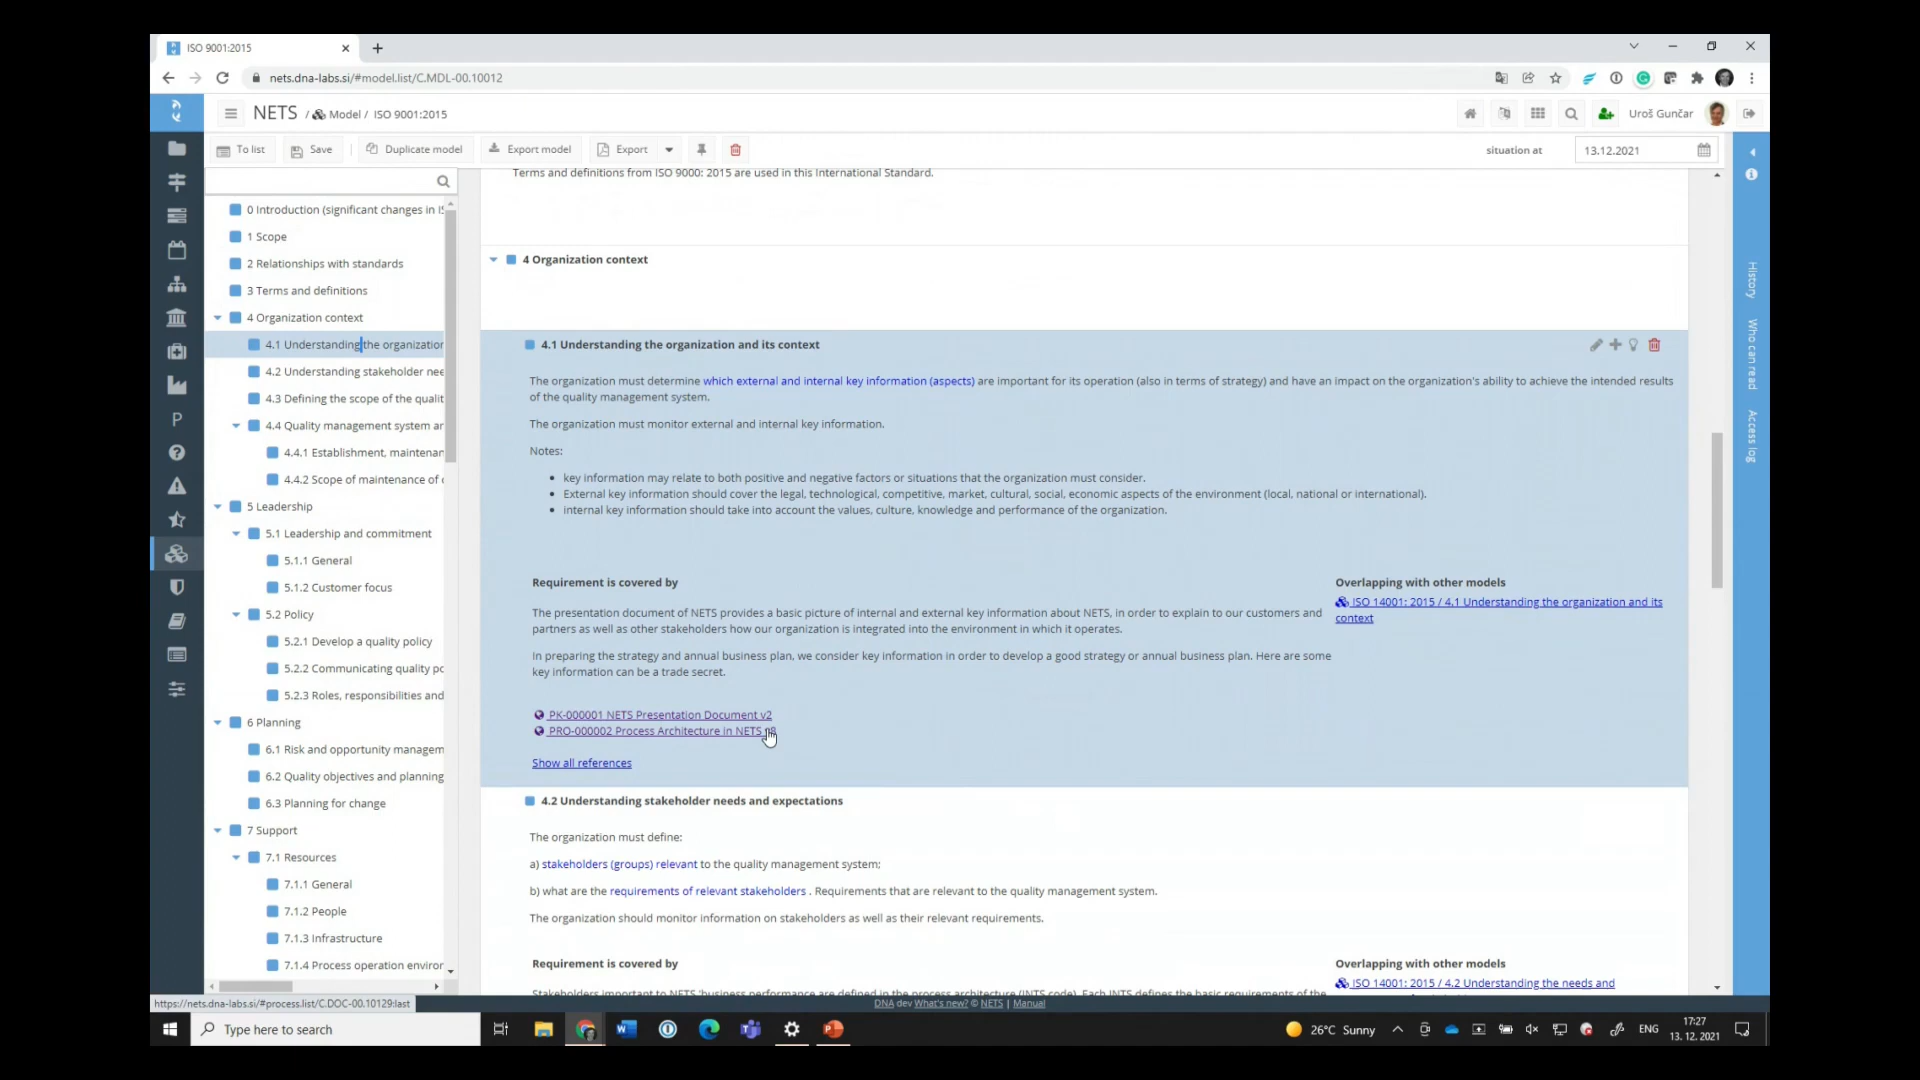 ISO 9001:2015
nets.dna-labs.si/#model.list/C.MDL-00.10012
NETS / Model / ISO 9001:2015
Uroš Gunčar
To list
Save
Duplicate model
Export model
Export
situation at
13.12.2021
0 Introduction (significant changes in
1 Scope
2 Relationships with standards
3 Terms and definitions
4 Organization context
4.1 Understanding the organization
4.2 Understanding stakeholder nee
4.3 Defining the scope of the qualit
4.4 Quality management system ar
4.4.1 Establishment, maintenan
4.4.2 Scope of maintenance of
5 Leadership
5.1 Leadership and commitment
5.1.1 General
5.1.2 Customer focus
5.2 Policy
5.2.1 Develop a quality policy
5.2.2 Communicating quality pc
5.2.3 Roles, responsibilities and
6 Planning
6.1 Risk and opportunity managem
6.2 Quality objectives and planning
6.3 Planning for change
7 Support
7.1 Resources
7.1.1 General
7.1.2 People
7.1.3 Infrastructure
7.1.4 Process operation enviror
Terms and definitions from ISO 9000: 2015 are used in this International Standard.
4 Organization context
4.1 Understanding the organization and its context
The organization must determine which external and internal key information (aspects) are important for its operation (also in terms of strategy) and have an impact on the organization's ability to achieve the intended results
of the quality management system.
The organization must monitor external and internal key information.
Notes:
key information may relate to both positive and negative factors or situations that the organization must consider.
External key information should cover the legal, technological, competitive, market, cultural, social, economic aspects of the environment (local, national or international).
internal key information should take into account the values, culture, knowledge and performance of the organization.
Requirement is covered by
The presentation document of NETS provides a basic picture of internal and external key information about NETS, in order to explain to our customers and
partners as well as other stakeholders how our organization is integrated into the environment in which it operates.
In preparing the strategy and annual business plan, we consider key information in order to develop a good strategy or annual business plan. Here are some
key information can be a trade secret.
PK-000001 NETS Presentation Document v2
PRO-000002 Process Architecture in NETS
Show all references
Overlapping with other models
ISO 14001: 2015 / 4.1 Understanding the organization and its
context
4.2 Understanding stakeholder needs and expectations
The organization must define:
a) stakeholders (groups) relevant to the quality management system;
b) what are the requirements of relevant stakeholders . Requirements that are relevant to the quality management system.
The organization should monitor information on stakeholders as well as their relevant requirements.
Requirement is covered by
Stakeholders important to NETS 'business performance are defined in the process architecture (INTS code). Each INTS defines the basic requirements of the
Overlapping with other models
ISO 14001: 2015 / 4.2 Understanding the needs and
History
Who can read
Access log
https://nets.dna-labs.si/#process.list/C.DOC-00.10129:last
DNA dev What's new? © NETS | Manual
Type here to search
26°C Sunny
ENG
17:27
13. 12. 2021